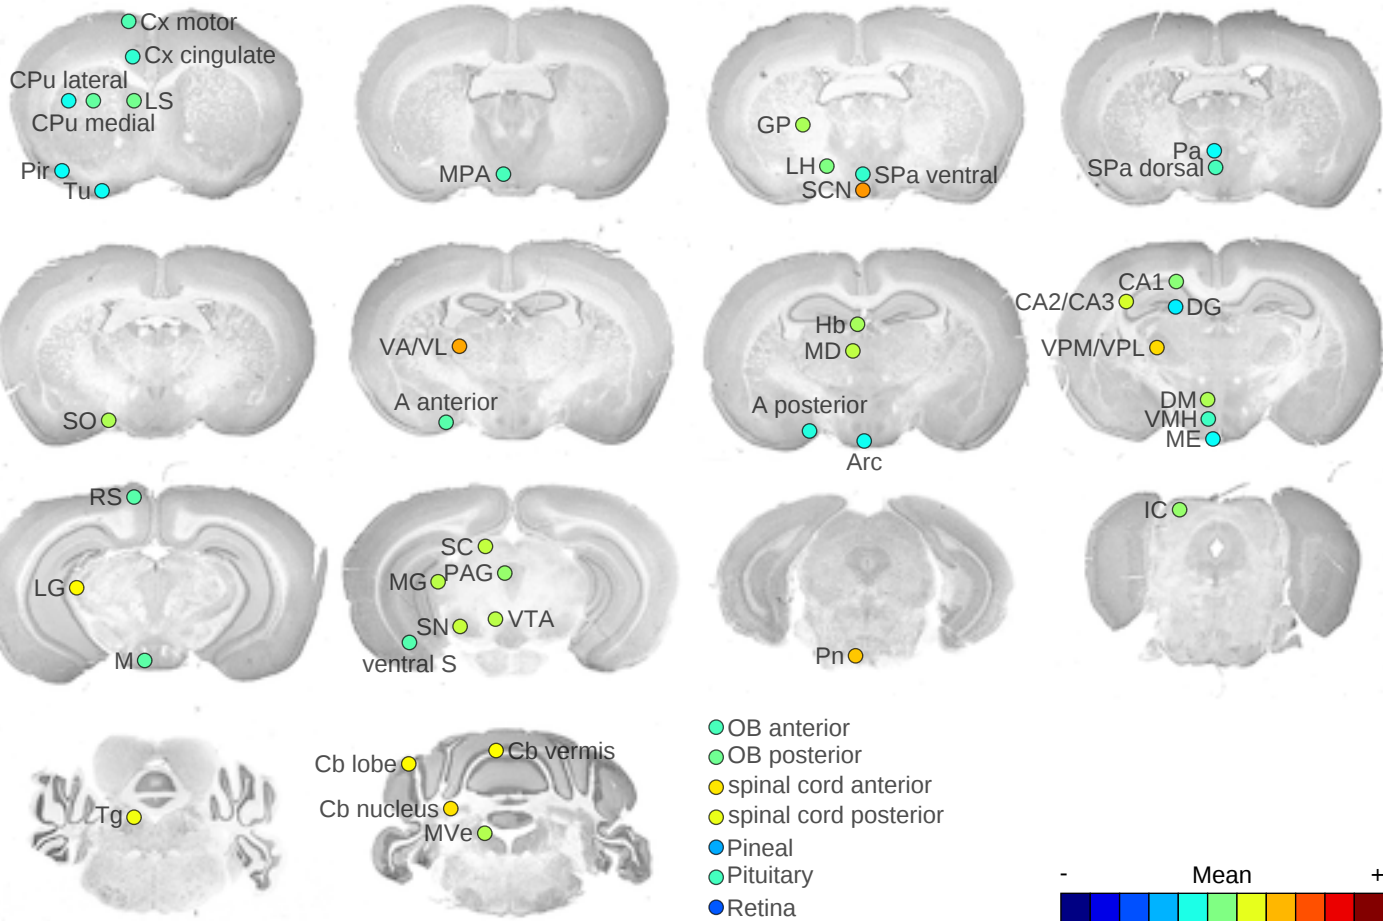 Cx motor
Cx cingulate
CPu lateral
LS
CPu medial
Pir
Tu
MPA
GP
LH
SPa ventral
SCN
Pa
SPa dorsal
SO
VA/VL
A anterior
Hb
MD
A posterior
Arc
CA1
CA2/CA3
DG
VPM/VPL
DM
VMH
ME
RS
LG
M
SC
MG
PAG
SN
VTA
ventral S
Pn
IC
Tg
Cb lobe
Cb vermis
Cb nucleus
MVe
OB anterior
OB posterior
spinal cord anterior
spinal cord posterior
Pineal
Pituitary
Retina
- Mean +